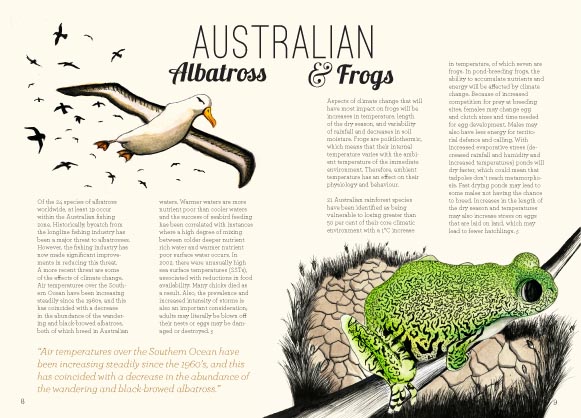 AUSTRALIAN
Albatross & Frogs
Of the 24 species of albatross
worldwide, at least 19 occur
within the Australian fishing
zone. Historically bycatch from
the longline fishing industry has
been a major threat to albatrosses.
However, the fishing industry has
now made significant improve-
ments in reducing this threat.
A more recent threat are some
of the effects of climate change.
Air temperatures over the South-
ern Ocean have been increasing
steadily since the 1960s, and this
has coincided with a decrease
in the abundance of the wander-
ing and black-browed albatross,
both of which breed in Australian
waters. Warmer waters are more
nutrient poor than cooler waters
and the success of seabird feeding
has been correlated with instances
where a high degree of mixing
between colder deeper nutrient
rich water and warmer nutrient
poor surface water occurs. In
2002, there was unusually high
sea surface temperatures (SSTs),
associated with reductions in food
availability. Many chicks died as
a result. Also, the prevalence and
increased intensity of storms is
also an important consideration,
adults may literally be blown off
their nests or eggs may be dam-
aged or destroyed.
"Air temperatures over the Southern Ocean have
been increasing steadily since the 1960's, and this
has coincided with a decrease in the abundance of
the wandering and black-browed albatross."
8
Aspects of climate change that will
have most impact on frogs will be
increases in temperature, length
of the dry season, and variability
of rainfall and decreases in soil
moisture. Frogs are poikilothermic,
which means that their internal
temperature varies with the ambi-
ent temperature of the immediate
environment. Therefore, ambient
temperature has an effect on their
physiology and behaviour.
21 Australian rainforest species
have been identified as being
vulnerable to losing greater than
50 per cent of their core climatic
environment with a 1°C increase
in temperature, of which seven are
frogs. In pond-breeding frogs, the
ability to accumulate nutrients and
energy will be affected by climate
change. Because of increased
competition for prey at breeding
sites, females may change egg
and clutch sizes and time needed
for egg development. Males may
also have less energy for territo-
rial defence and calling. With
increased evaporative stress (de-
creased rainfall and humidity and
increased temperatures) ponds will
dry faster, which could mean that
tadpoles don't reach metamorpho-
sis. Fast drying ponds may lead to
some males not having the chance
to breed. Increases in the length of
the dry season and temperatures
may also increase stress on eggs
that are laid on land, which may
lead to fewer hatchlings.
9